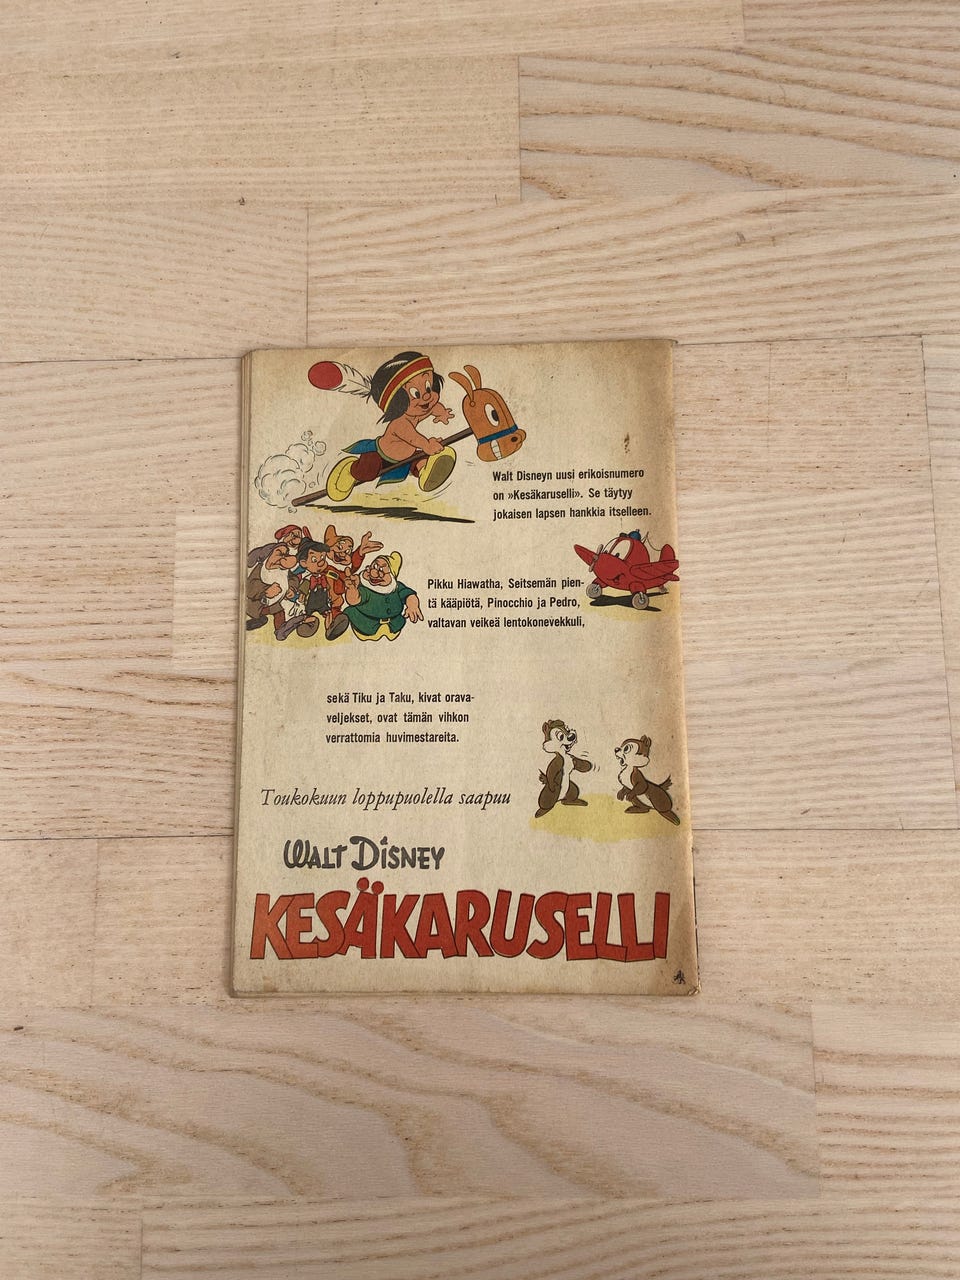 Walt Disneyn uusi erikoisnumero
on »Kesäkaruselli». Se täytyy
jokaisen lapsen hankkia itselleen.
Pikku Hiawatha, Seitsemän pien-
tä kääpiötä, Pinocchio ja Pedro,
valtavan veikeä lentokonevekkuli,
sekä Tiku ja Taku, kivat orava-
veljekset, ovat tämän vihkon
verrattomia huvimestareita.
Toukokuun loppupuolella saapuu
WALT DISNEY
KESÄKARUSELLI